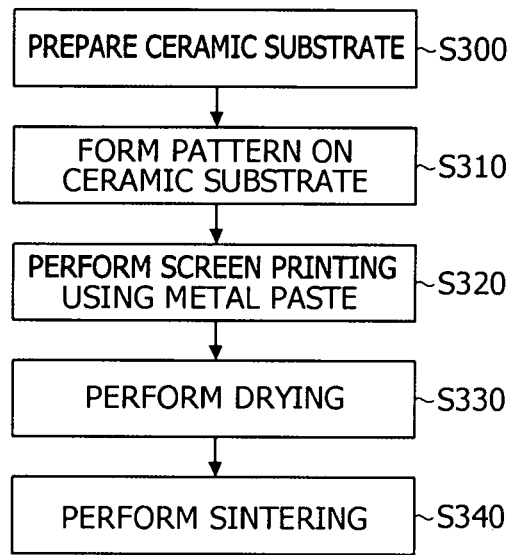 PREPARE CERAMIC SUBSTRATE ~S300
FORM PATTERN ON
CERAMIC SUBSTRATE ~S310
PERFORM SCREEN PRINTING
USING METAL PASTE ~S320
PERFORM DRYING ~S330
PERFORM SINTERING ~S340